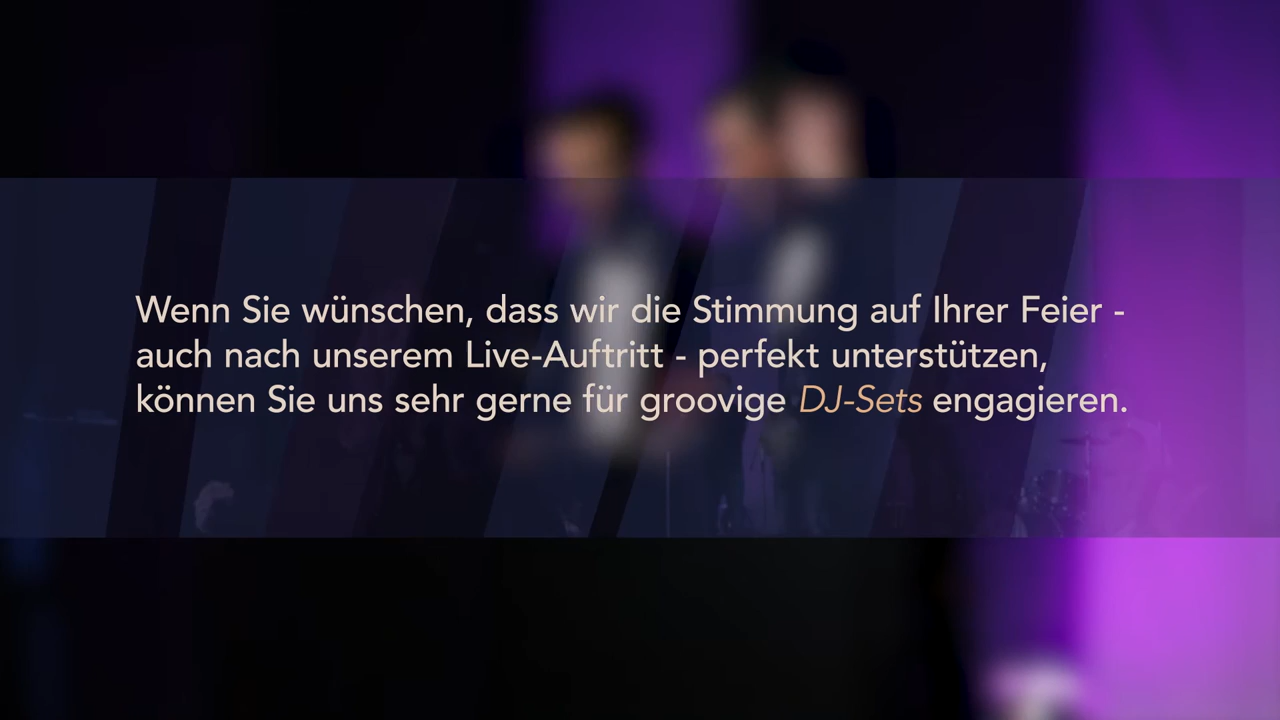 Wenn Sie wünschen, dass wir die Stimmung auf Ihrer Feier -
auch nach unserem Live-Auftritt - perfekt unterstützen,
können Sie uns sehr gerne für groovige DJ-Sets engagieren.